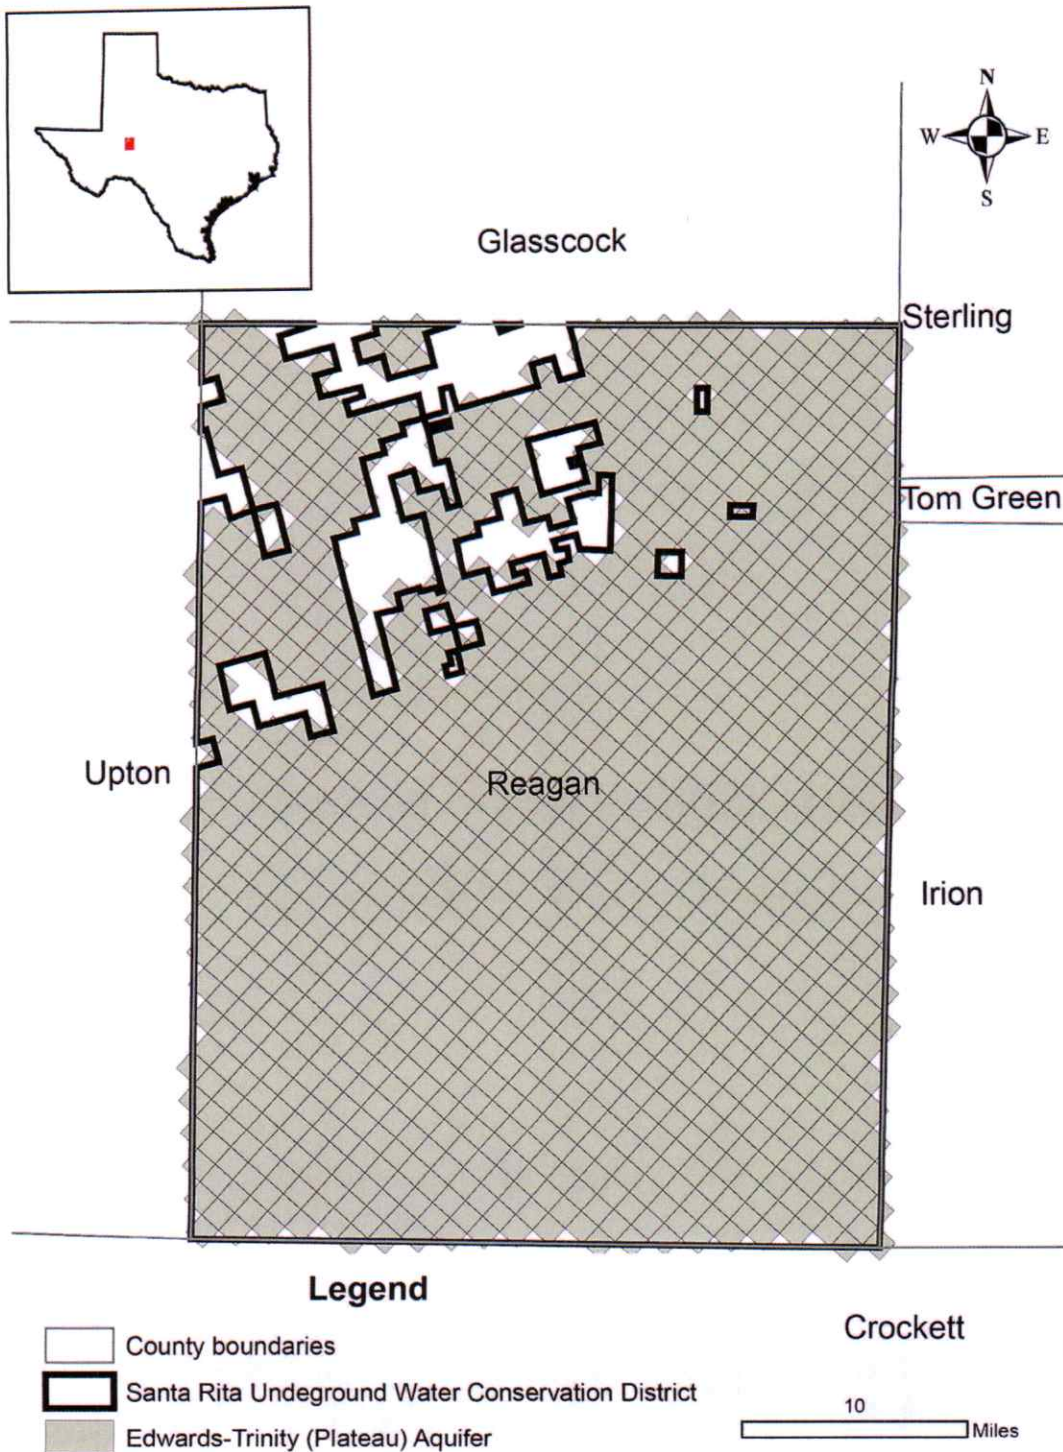 N
W E
S
Glasscock
Sterling
Tom Green
Upton
Reagan
Irion
Legend
Crockett
County boundaries
Santa Rita Undeground Water Conservation District
10
Miles
Edwards-Trinity (Plateau) Aquifer